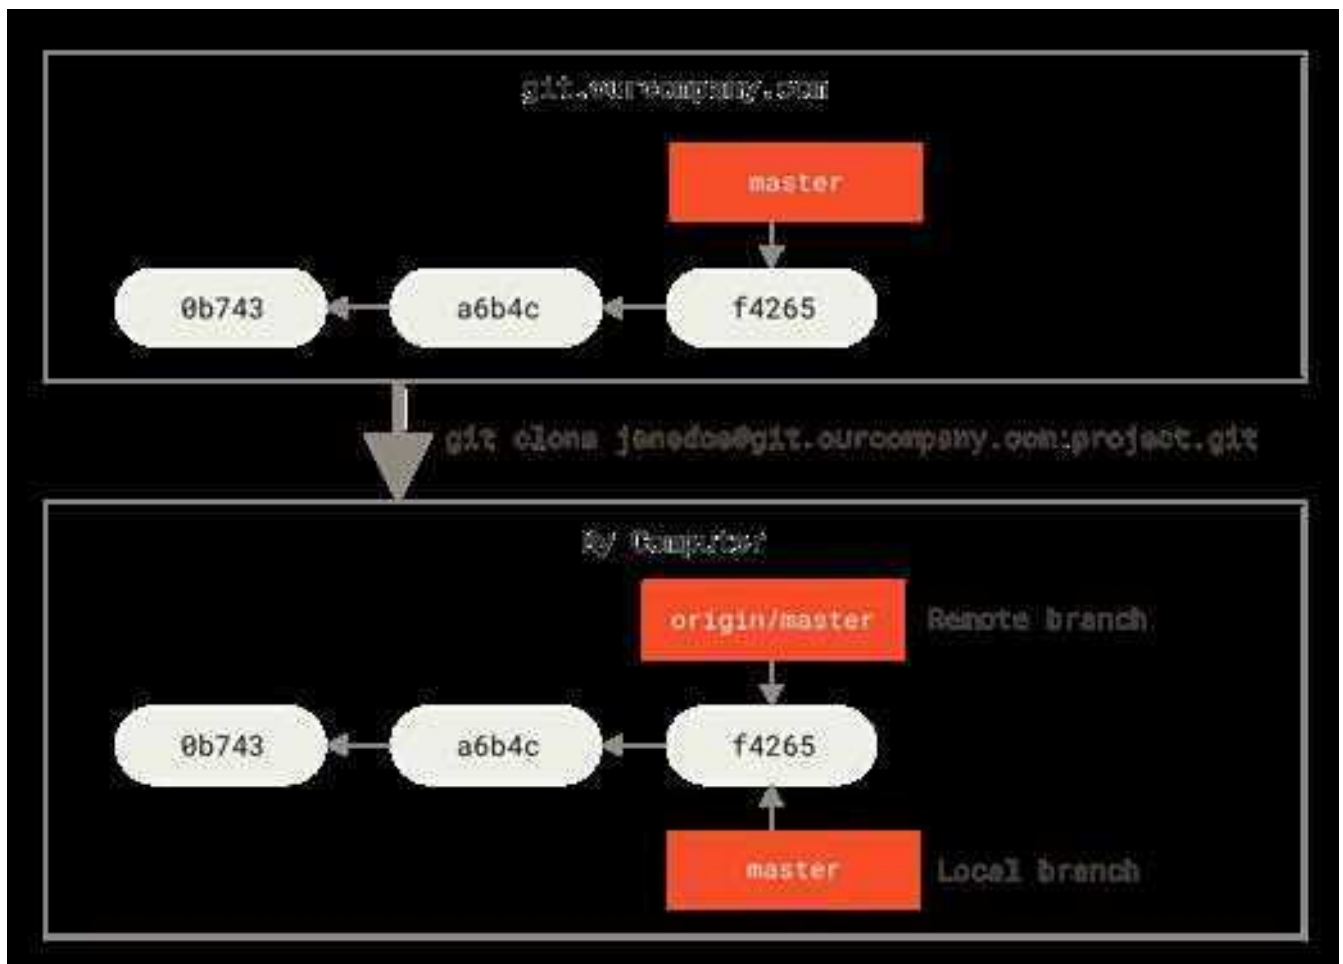 git.ourcompany.com
master
0b743 a6b4c f4265
git clone janedoe@git.ourcompany.com:project.git
My Computer
origin/master Remote branch
0b743 a6b4c f4265
master Local branch